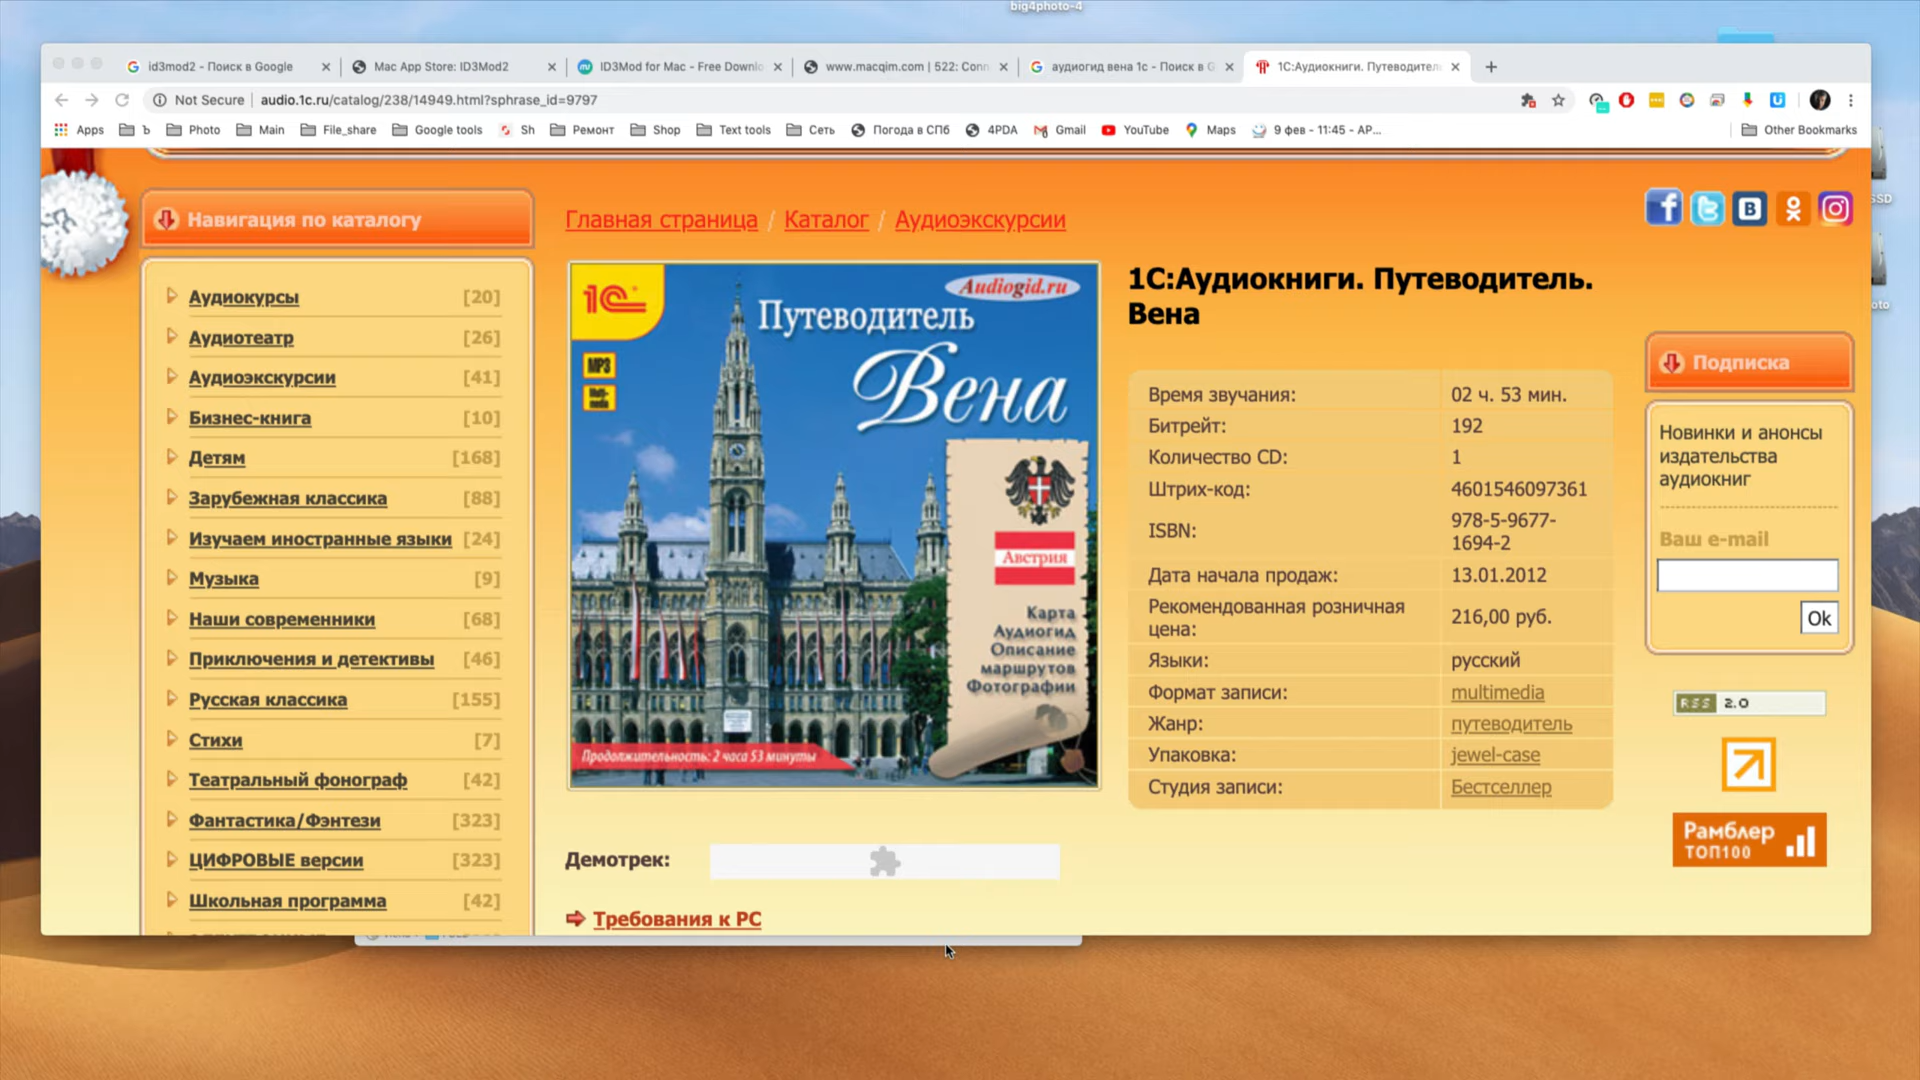 big4photo-4
id3mod2 - Поиск в Google
Mac App Store: ID3Mod2
ID3Mod for Mac - Free Downlo
www.macqim.com | 522: Conn
аудиогид вена 1с - Поиск в G
1С:Аудиокниги. Путеводител
Not Secure
audio.1c.ru/catalog/238/14949.html?sphrase_id=9797
Apps
Ъ
Photo
Main
File_share
Google tools
Sh
Ремонт
Shop
Text tools
Сеть
Погода в СПб
4PDA
Gmail
YouTube
Maps
9 фев - 11:45 - AP...
Other Bookmarks
SSD
oto
Навигация по каталогу
Аудиокурсы [20]
Аудиотеатр [26]
Аудиоэкскурсии [41]
Бизнес-книга [10]
Детям [168]
Зарубежная классика [88]
Изучаем иностранные языки [24]
Музыка [9]
Наши современники [68]
Приключения и детективы [46]
Русская классика [155]
Стихи [7]
Театральный фонограф [42]
Фантастика/Фэнтези [323]
ЦИФРОВЫЕ версии [323]
Школьная программа [42]
Главная страница / Каталог / Аудиоэкскурсии
1С
Audiogid.ru
Путеводитель
Вена
MP3
Multi-
media
Австрия
Карта
Аудиогид
Описание
маршрутов
Фотографии
Продолжительность: 2 часа 53 минуты
Демотрек:
Требования к PC
1С:Аудиокниги. Путеводитель.
Вена
Время звучания: 02 ч. 53 мин.
Битрейт: 192
Количество CD: 1
Штрих-код: 4601546097361
ISBN: 978-5-9677-
1694-2
Дата начала продаж: 13.01.2012
Рекомендованная розничная
цена: 216,00 руб.
Языки: русский
Формат записи: multimedia
Жанр: путеводитель
Упаковка: jewel-case
Студия записи: Бестселлер
Подписка
Новинки и анонсы
издательства
аудиокниг
Ваш e-mail
Ok
RSS 2.0
Рамблер
ТОП100